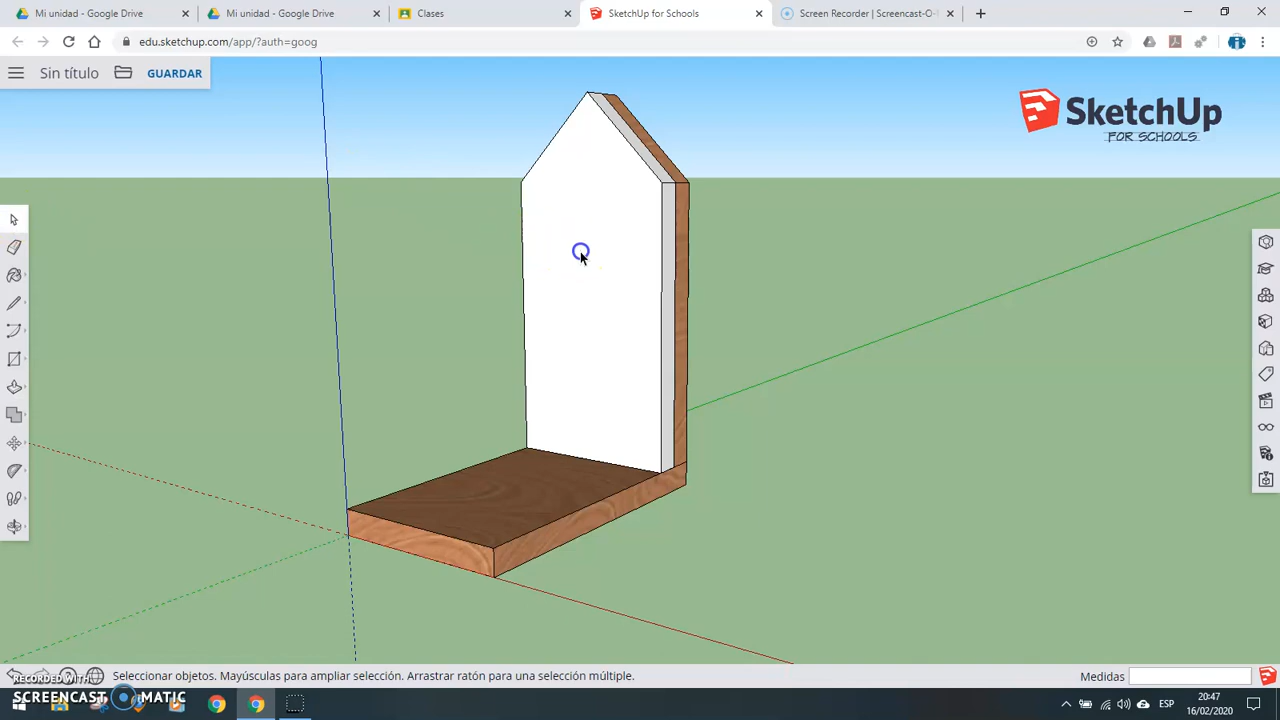 Mi unidad - Google Drive
Mi unidad - Google Drive
Clases
SketchUp for Schools
Screen Recorder | Screencast-O-
edu.sketchup.com/app/?auth=goog
Sin título
GUARDAR
SketchUp
FOR SCHOOLS
Seleccionar objetos. Mayúsculas para ampliar selección. Arrastrar ratón para una selección múltiple.
Medidas
RECORDED WITH
SCREENCAST MATIC
ESP
20:47
16/02/2020